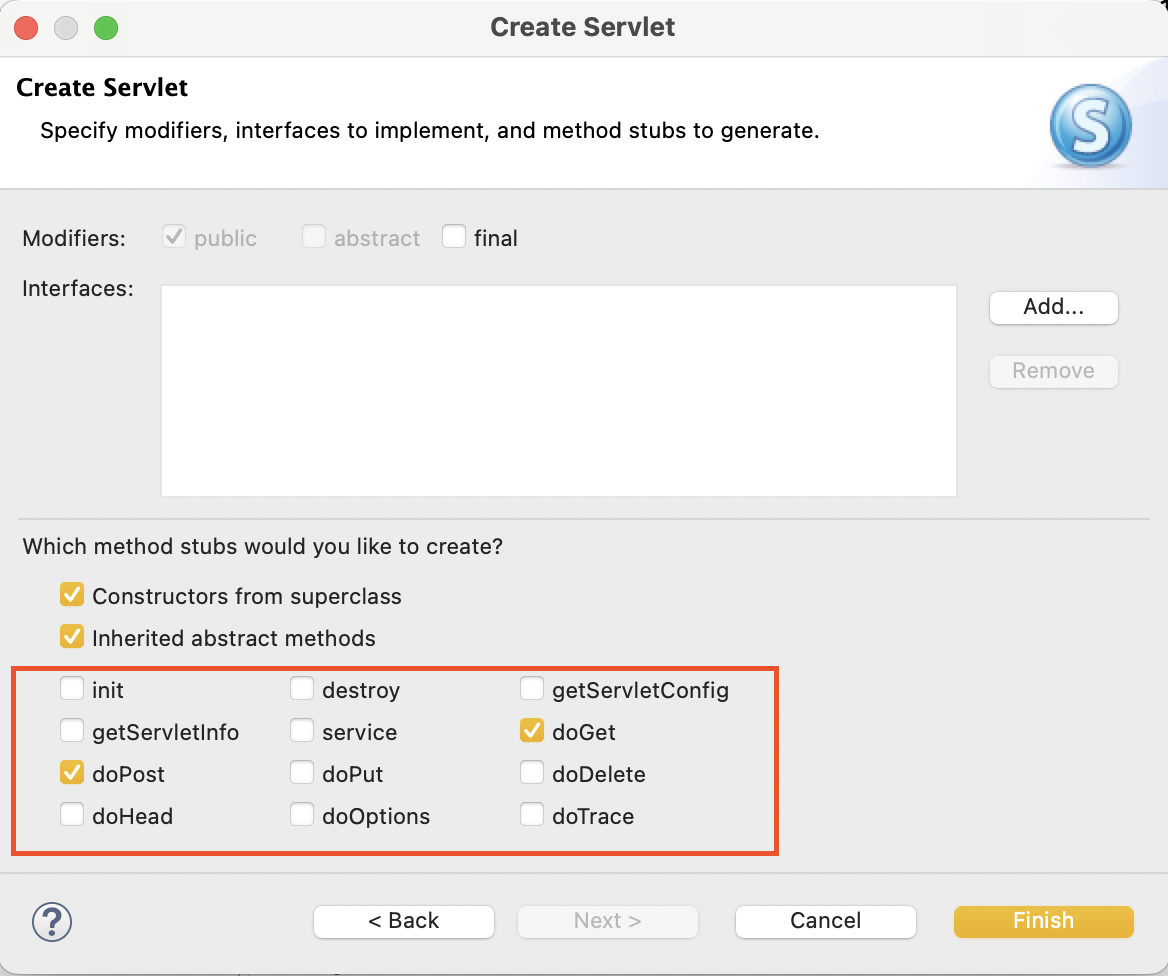 Create Servlet
Create Servlet
Specify modifiers, interfaces to implement, and method stubs to generate.
S
Modifiers: public abstract final
Interfaces:
Add...
Remove
Which method stubs would you like to create?
Constructors from superclass
Inherited abstract methods
init destroy getServletConfig
getServletInfo service doGet
doPost doPut doDelete
doHead doOptions doTrace
? < Back Next > Cancel Finish